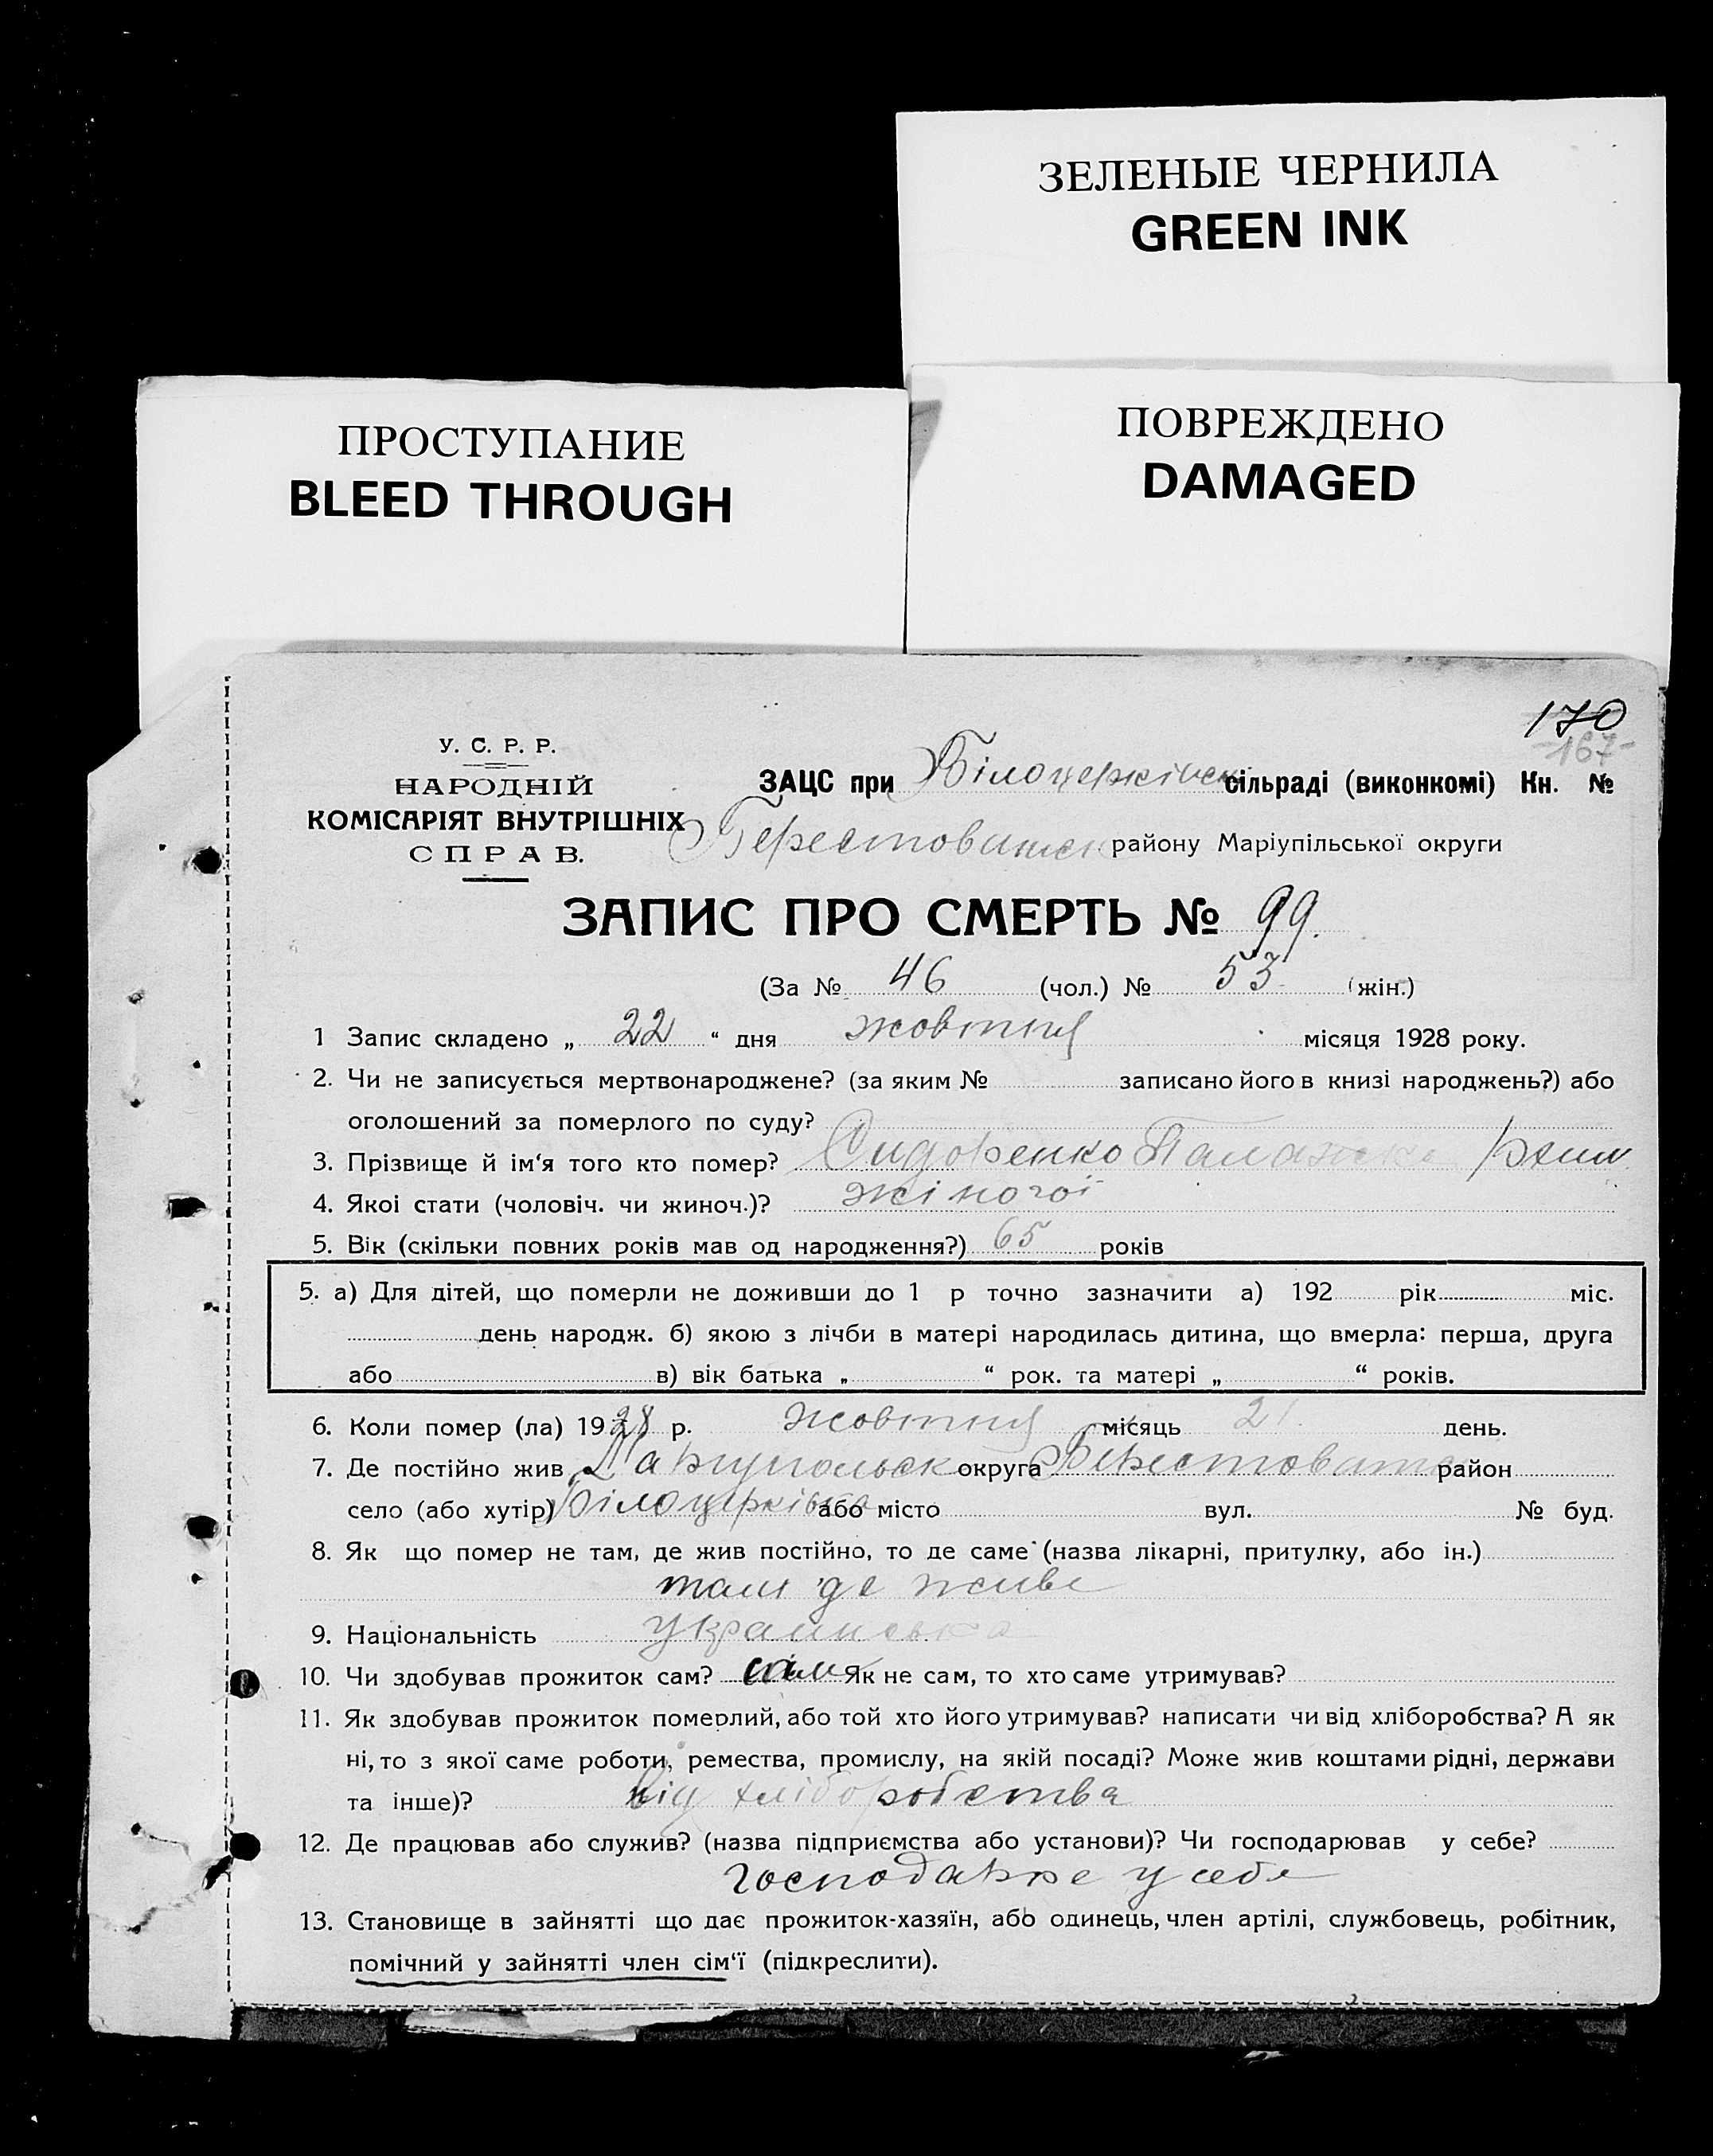 ЗЕЛЕНЫЕ ЧЕРНИЛА
GREEN INK
ПРОСТУПАНИЕ
BLEED THROUGH
ПОВРЕЖДЕНО
DAMAGED
170
-167-
У. С. Р. Р.
НАРОДНІЙ
КОМІСАРІЯТ ВНУТРІШНІХ
СПРАВ.
ЗАЦС при Білоцерківськ сільраді (виконкомі) Кн. №
району Маріупільської округи
ЗАПИС ПРО СМЕРТЬ № 99.
(За № 46 (чол.) № 53 (жін.)
1 Запис складено „ 22 “ дня жовтня місяця 1928 року.
2. Чи не записується мертвонароджене? (за яким № записано його в книзі народжень?) або
оголошений за померлого по суду?
3. Прізвище й ім‘я того кто помер? Сидоренко
4. Якоі стати (чоловіч. чи жиноч.)? жіночої
5. Вік (скільки повних років мав од народження?) 65 років
5. а) Для дітей, що померли не доживши до 1 р точно зазначити а) 192 рік міс.
день народж. б) якою з лічби в матері народилась дитина, що вмерла: перша, друга
або в) вік батька „ “ рок. та матері „ “ років.
6. Коли помер (ла) 1928 р. жовтня місяць 21 день.
7. Де постійно жив округа район
село (або хутір) Білоцерківка або місто вул. № буд.
8. Як що помер не там, де жив постійно, то де саме (назва лікарні, притулку, або ін.)
там де живе
9. Національність
10. Чи здобував прожиток сам? сам Як не сам, то хто саме утримував?
11. Як здобував прожиток померлий, або той хто його утримував? написати чи від хліборобства? А як
ні, то з якої саме роботи, ремества, промислу, на якій посаді? Може жив коштами рідні, держави
та інше)? від хліборобства
12. Де працював або служив? (назва підприємства або установи)? Чи господарював у себе?
господарює у себе
13. Становище в зайнятті що дає прожиток-хазяїн, або одинець, член артілі, службовець, робітник,
помічний у зайнятті член сім‘ї (підкреслити).